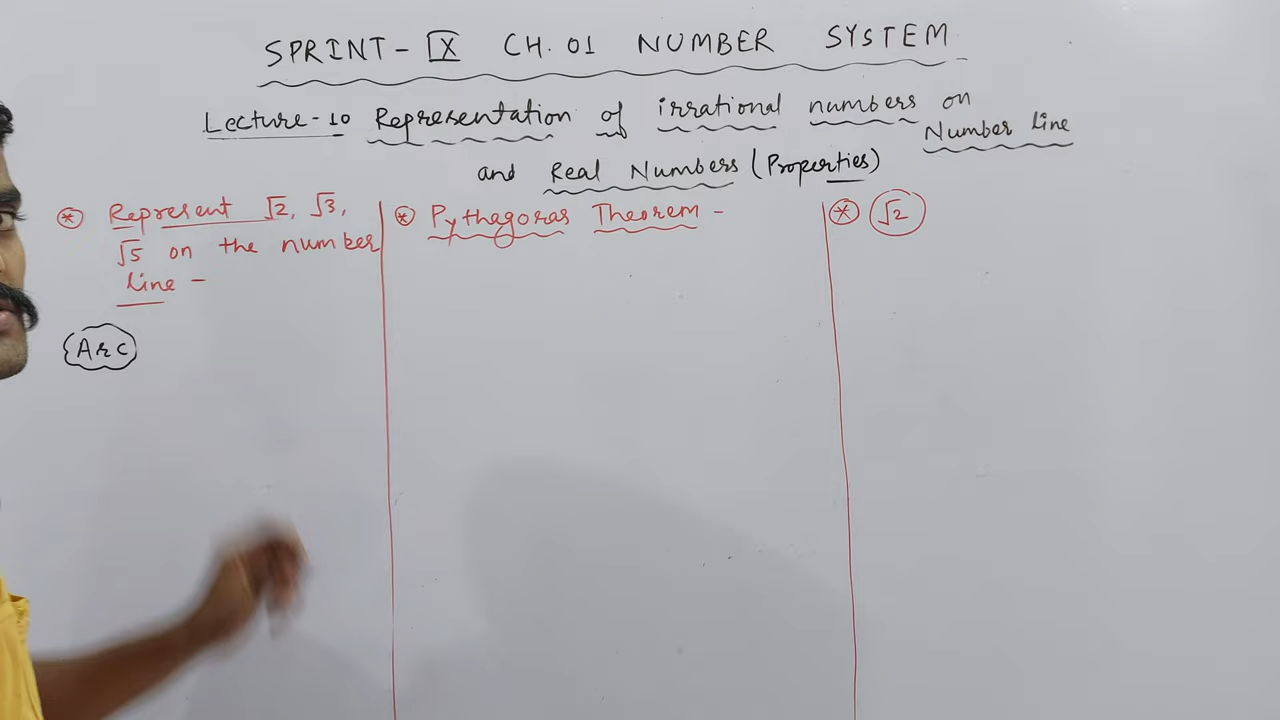 SPRINT- IX CH. 01 NUMBER SYSTEM
Lecture-10 Representation of irrational numbers on
Number line
and Real Numbers (Properties)
* Represent √2, √3,
√5 on the number
line -
Arc
* Pythagoras Theorem -
* √2